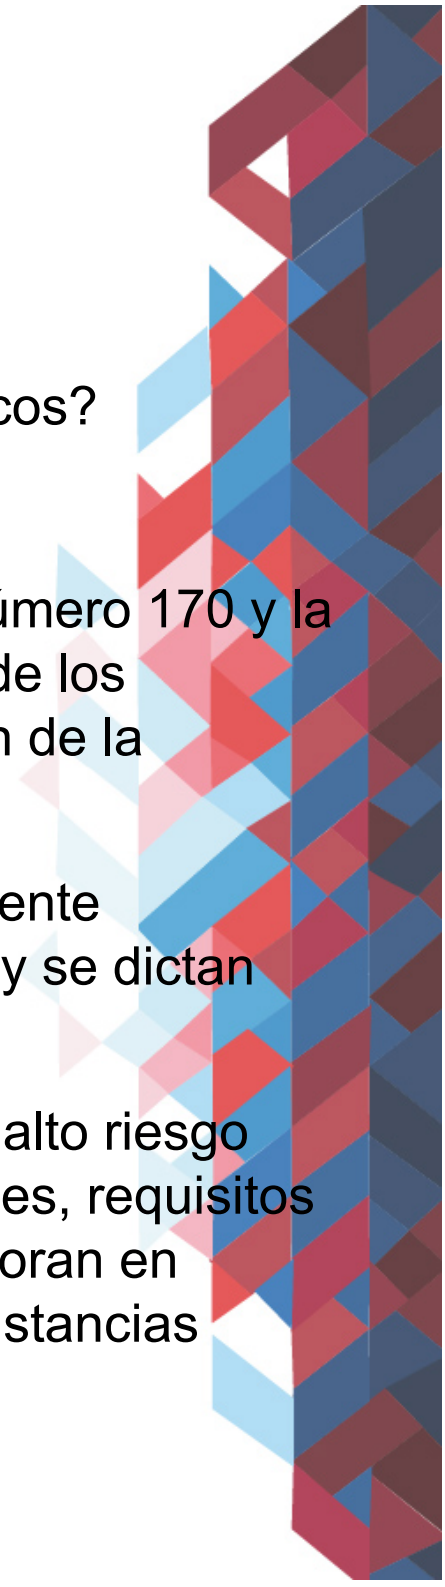 cos?
úmero 170 y la
de los
n de la
ente
y se dictan
alto riesgo
es, requisitos
oran en
stancias